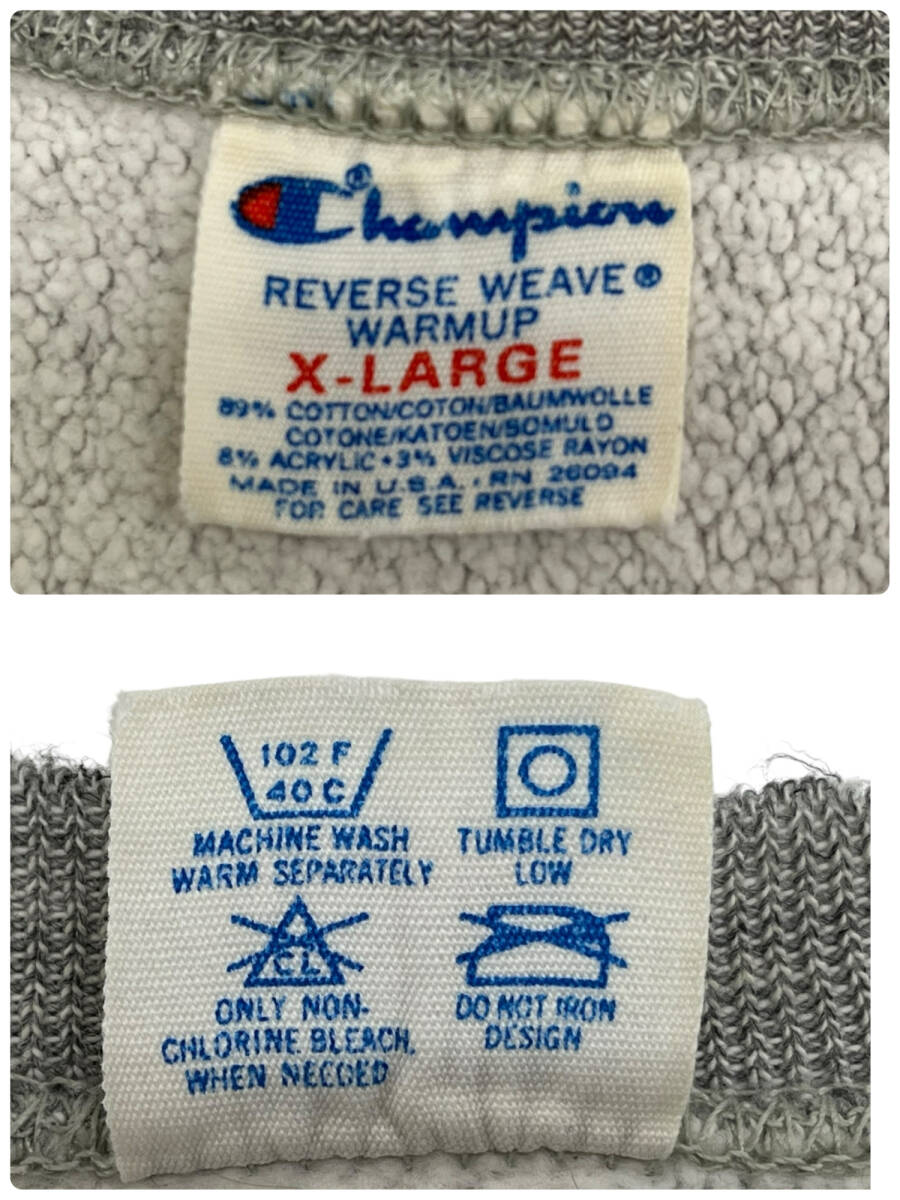 Champion®
REVERSE WEAVE®
WARMUP
X-LARGE
89% COTTON/COTON/BAUMWOLLE
COTONE/KATOEN/BOMULD
8% ACRYLIC • 3% VISCOSE RAYON
MADE IN U.S.A. • RN 26094
FOR CARE SEE REVERSE
102 F
40 C
MACHINE WASH
WARM SEPARATELY
TUMBLE DRY
LOW
CL
ONLY NON-
CHLORINE BLEACH,
WHEN NEEDED
DO NOT IRON
DESIGN